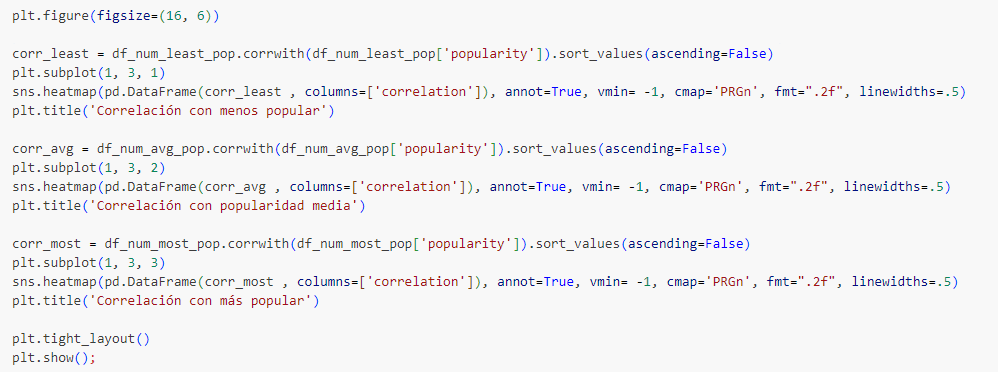 plt.figure(figsize=(16, 6))
corr_least = df_num_least_pop.corrwith(df_num_least_pop['popularity']).sort_values(ascending=False)
plt.subplot(1, 3, 1)
sns.heatmap(pd.DataFrame(corr_least , columns=['correlation']), annot=True, vmin= -1, cmap='PRGn', fmt=".2f", linewidths=.5)
plt.title('Correlación con menos popular')
corr_avg = df_num_avg_pop.corrwith(df_num_avg_pop['popularity']).sort_values(ascending=False)
plt.subplot(1, 3, 2)
sns.heatmap(pd.DataFrame(corr_avg , columns=['correlation']), annot=True, vmin= -1, cmap='PRGn', fmt=".2f", linewidths=.5)
plt.title('Correlación con popularidad media')
corr_most = df_num_most_pop.corrwith(df_num_most_pop['popularity']).sort_values(ascending=False)
plt.subplot(1, 3, 3)
sns.heatmap(pd.DataFrame(corr_most , columns=['correlation']), annot=True, vmin= -1, cmap='PRGn', fmt=".2f", linewidths=.5)
plt.title('Correlación con más popular')
plt.tight_layout()
plt.show();